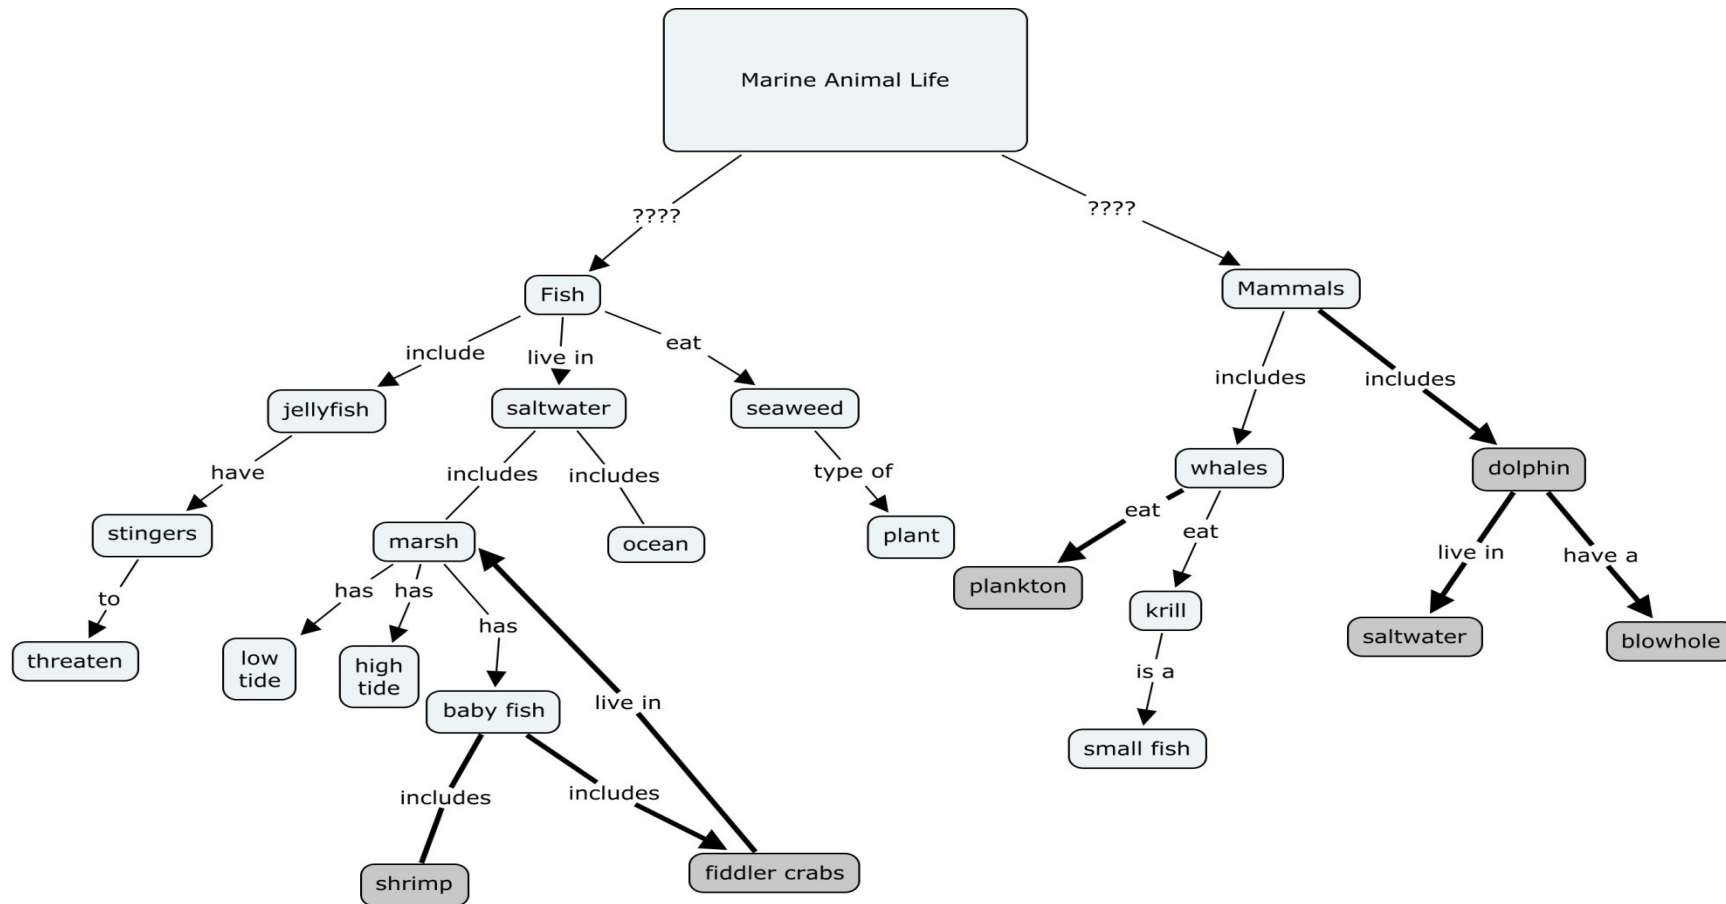 Marine Animal Life
????
????
Fish
Mammals
include
live in
eat
includes
includes
jellyfish
saltwater
seaweed
whales
dolphin
have
includes
includes
type of
eat
eat
live in
have a
stingers
marsh
ocean
plant
plankton
krill
saltwater
blowhole
to
has
has
has
is a
threaten
low
tide
high
tide
baby fish
live in
small fish
includes
includes
shrimp
fiddler crabs